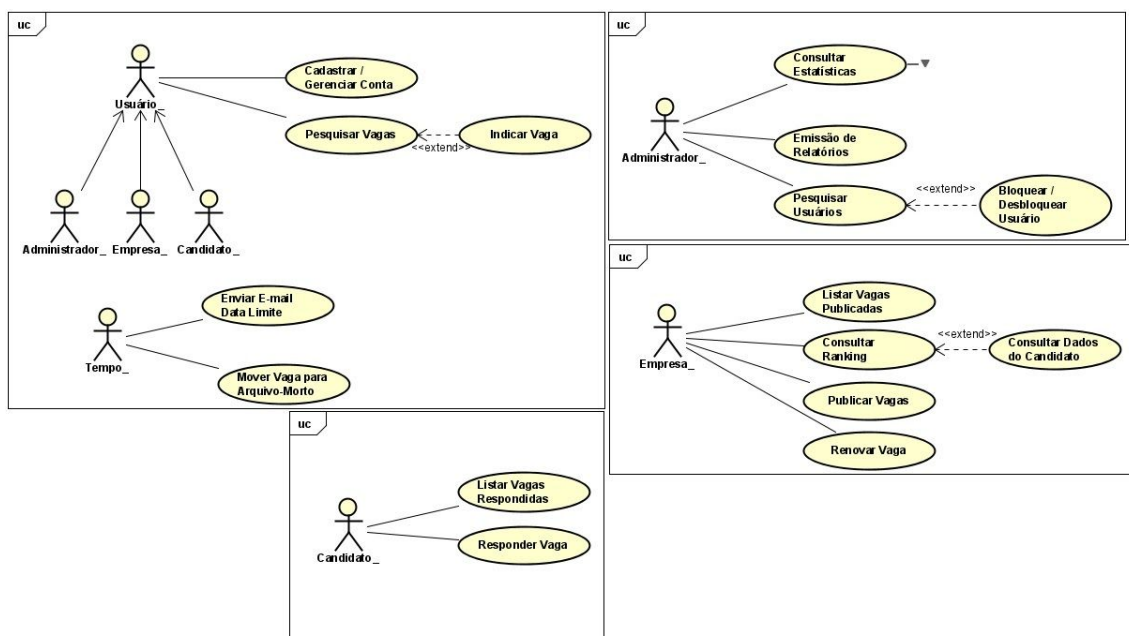 uc
Usuário_
Cadastrar /
Gerenciar Conta
Pesquisar Vagas
<<extend>>
Indicar Vaga
Administrador_
Empresa_
Candidato_
Tempo_
Enviar E-mail
Data Limite
Mover Vaga para
Arquivo-Morto
uc
Administrador_
Consultar
Estatísticas
Emissão de
Relatórios
Pesquisar
Usuários
<<extend>>
Bloquear /
Desbloquear
Usuário
uc
Empresa_
Listar Vagas
Publicadas
Consultar
Ranking
<<extend>>
Consultar Dados
do Candidato
Publicar Vagas
Renovar Vaga
uc
Candidato_
Listar Vagas
Respondidas
Responder Vaga